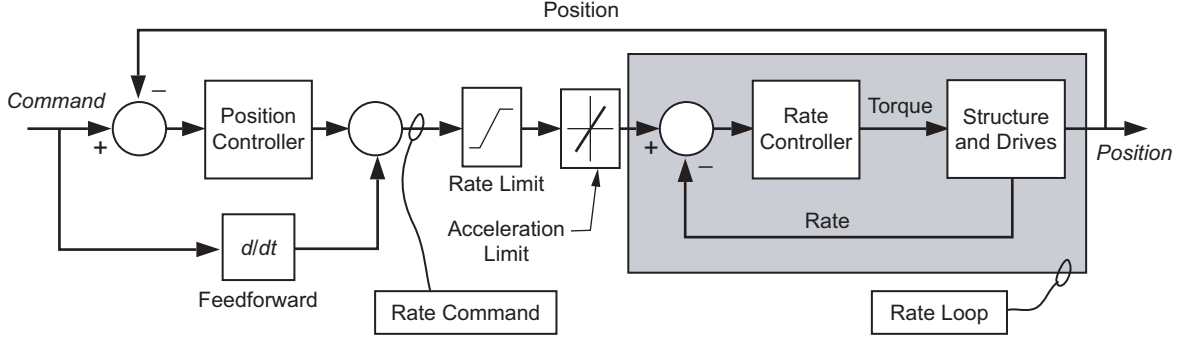 Position
Command
−
+
Position
Controller
Rate Limit
Acceleration
Limit
+
−
Rate
Controller
Torque
Structure
and Drives
Position
Rate
d/dt
Feedforward
Rate Command
Rate Loop